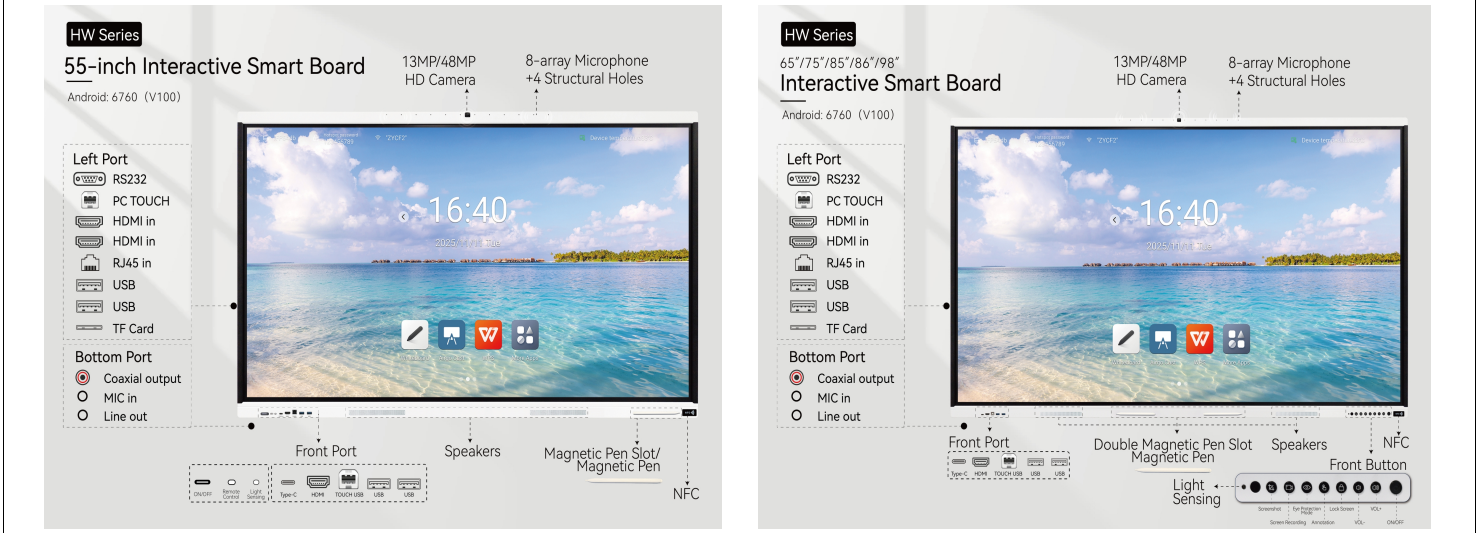 HW Series
55-inch Interactive Smart Board
Android: 6760 (V100)
13MP/48MP
HD Camera
8-array Microphone
+4 Structural Holes
"ZYCF2"
16:40
Left Port
RS232
PC TOUCH
HDMI in
HDMI in
RJ45 in
USB
USB
TF Card
Bottom Port
Coaxial output
MIC in
Line out
Front Port
Speakers
Magnetic Pen Slot/
Magnetic Pen
NFC
ON/OFF
Remote
Control
Light
Sensing
Type-C
HDMI
TOUCH USB
USB
USB
HW Series
65"/75"/85"/86"/98"
Interactive Smart Board
Android: 6760 (V100)
13MP/48MP
HD Camera
8-array Microphone
+4 Structural Holes
"ZYCF2"
16:40
Left Port
RS232
PC TOUCH
HDMI in
HDMI in
RJ45 in
USB
USB
TF Card
Bottom Port
Coaxial output
MIC in
Line out
Front Port
Type-C
HDMI
TOUCH USB
USB
USB
Double Magnetic Pen Slot
Magnetic Pen
Speakers
NFC
Front Button
Light
Sensing
Screenshot
Eye Protection
Mode
Lock Screen
VOL+
Screen Recording
Annotation
VOL-
ON/OFF